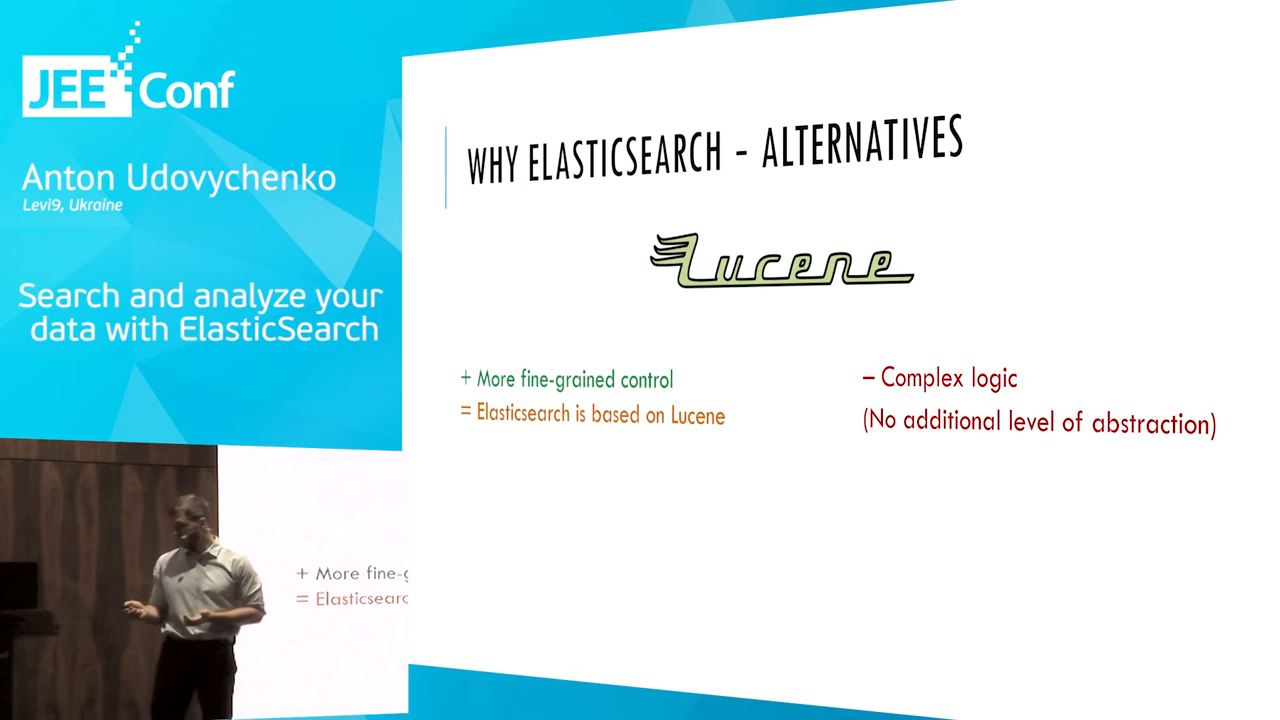 JEE Conf
Anton Udovychenko
Levi9, Ukraine
Search and analyze your
data with ElasticSearch
WHY ELASTICSEARCH - ALTERNATIVES
Lucene
+ More fine-grained control
= Elasticsearch is based on Lucene
– Complex logic
(No additional level of abstraction)
+ More fine-g
= Elasticsearc